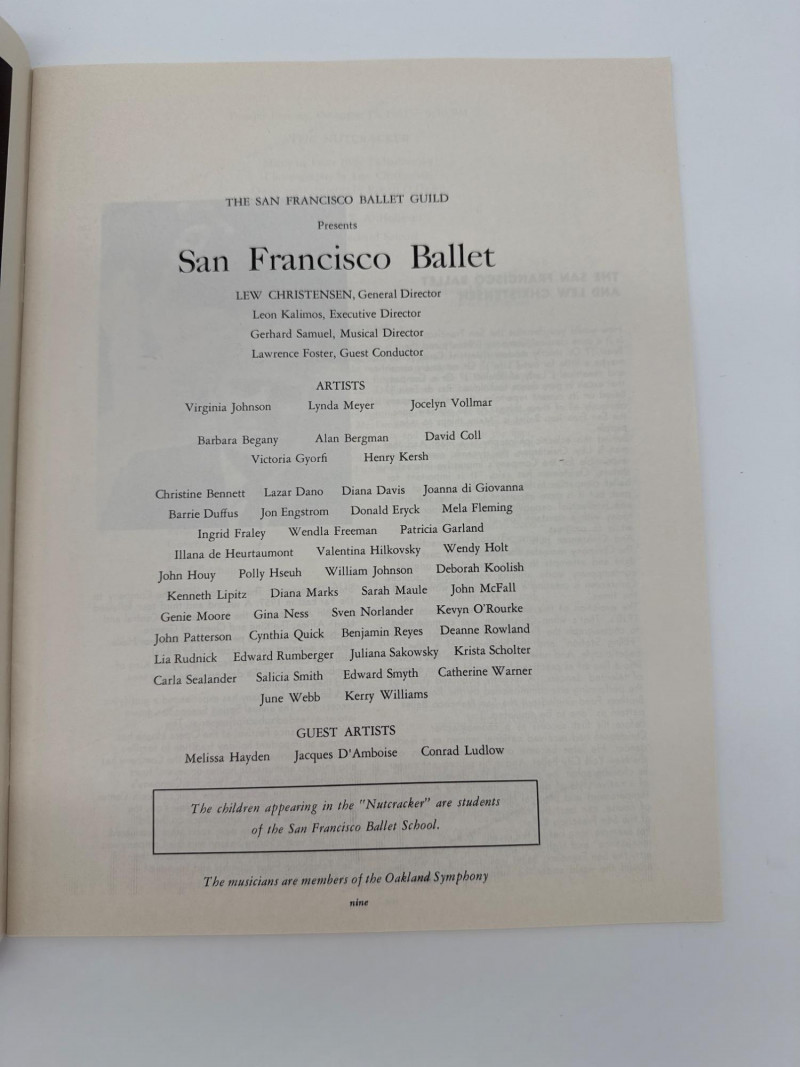 THE SAN FRANCISCO BALLET GUILD
Presents
San Francisco Ballet
LEW CHRISTENSEN, General Director
Leon Kalimos, Executive Director
Gerhard Samuel, Musical Director
Lawrence Foster, Guest Conductor
ARTISTS
Virginia Johnson Lynda Meyer Jocelyn Vollmar
Barbara Begany Alan Bergman David Coll
Victoria Gyorfi Henry Kersh
Christine Bennett Lazar Dano Diana Davis Joanna di Giovanna
Barrie Duffus Jon Engstrom Donald Eryck Mela Fleming
Ingrid Fraley Wendla Freeman Patricia Garland
Illana de Heurtaumont Valentina Hilkovsky Wendy Holt
John Houy Polly Hseuh William Johnson Deborah Koolish
Kenneth Lipitz Diana Marks Sarah Maule John McFall
Genie Moore Gina Ness Sven Norlander Kevyn O'Rourke
John Patterson Cynthia Quick Benjamin Reyes Deanne Rowland
Lia Rudnick Edward Rumberger Juliana Sakowsky Krista Scholter
Carla Sealander Salicia Smith Edward Smyth Catherine Warner
June Webb Kerry Williams
GUEST ARTISTS
Melissa Hayden Jacques D'Amboise Conrad Ludlow
The children appearing in the "Nutcracker" are students
of the San Francisco Ballet School.
The musicians are members of the Oakland Symphony
nine
THE SAN FRANCISCO BALLET
AND LEW CHRISTENSEN